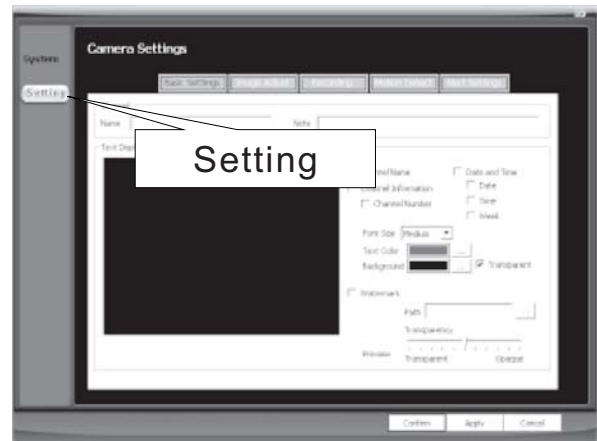 Camera Settings
System
Setting
Basic Settings Image Adjust Recording Motion Detect Alert Settings
Name Note
Setting
Date and Time
Channel Information Date
Channel Number Time
Week
Font Size Medium
Text Color ...
Background ... Transparent
Watermark
Path ...
Transparency
Preview Transparent Opaque
Confirm Apply Cancel